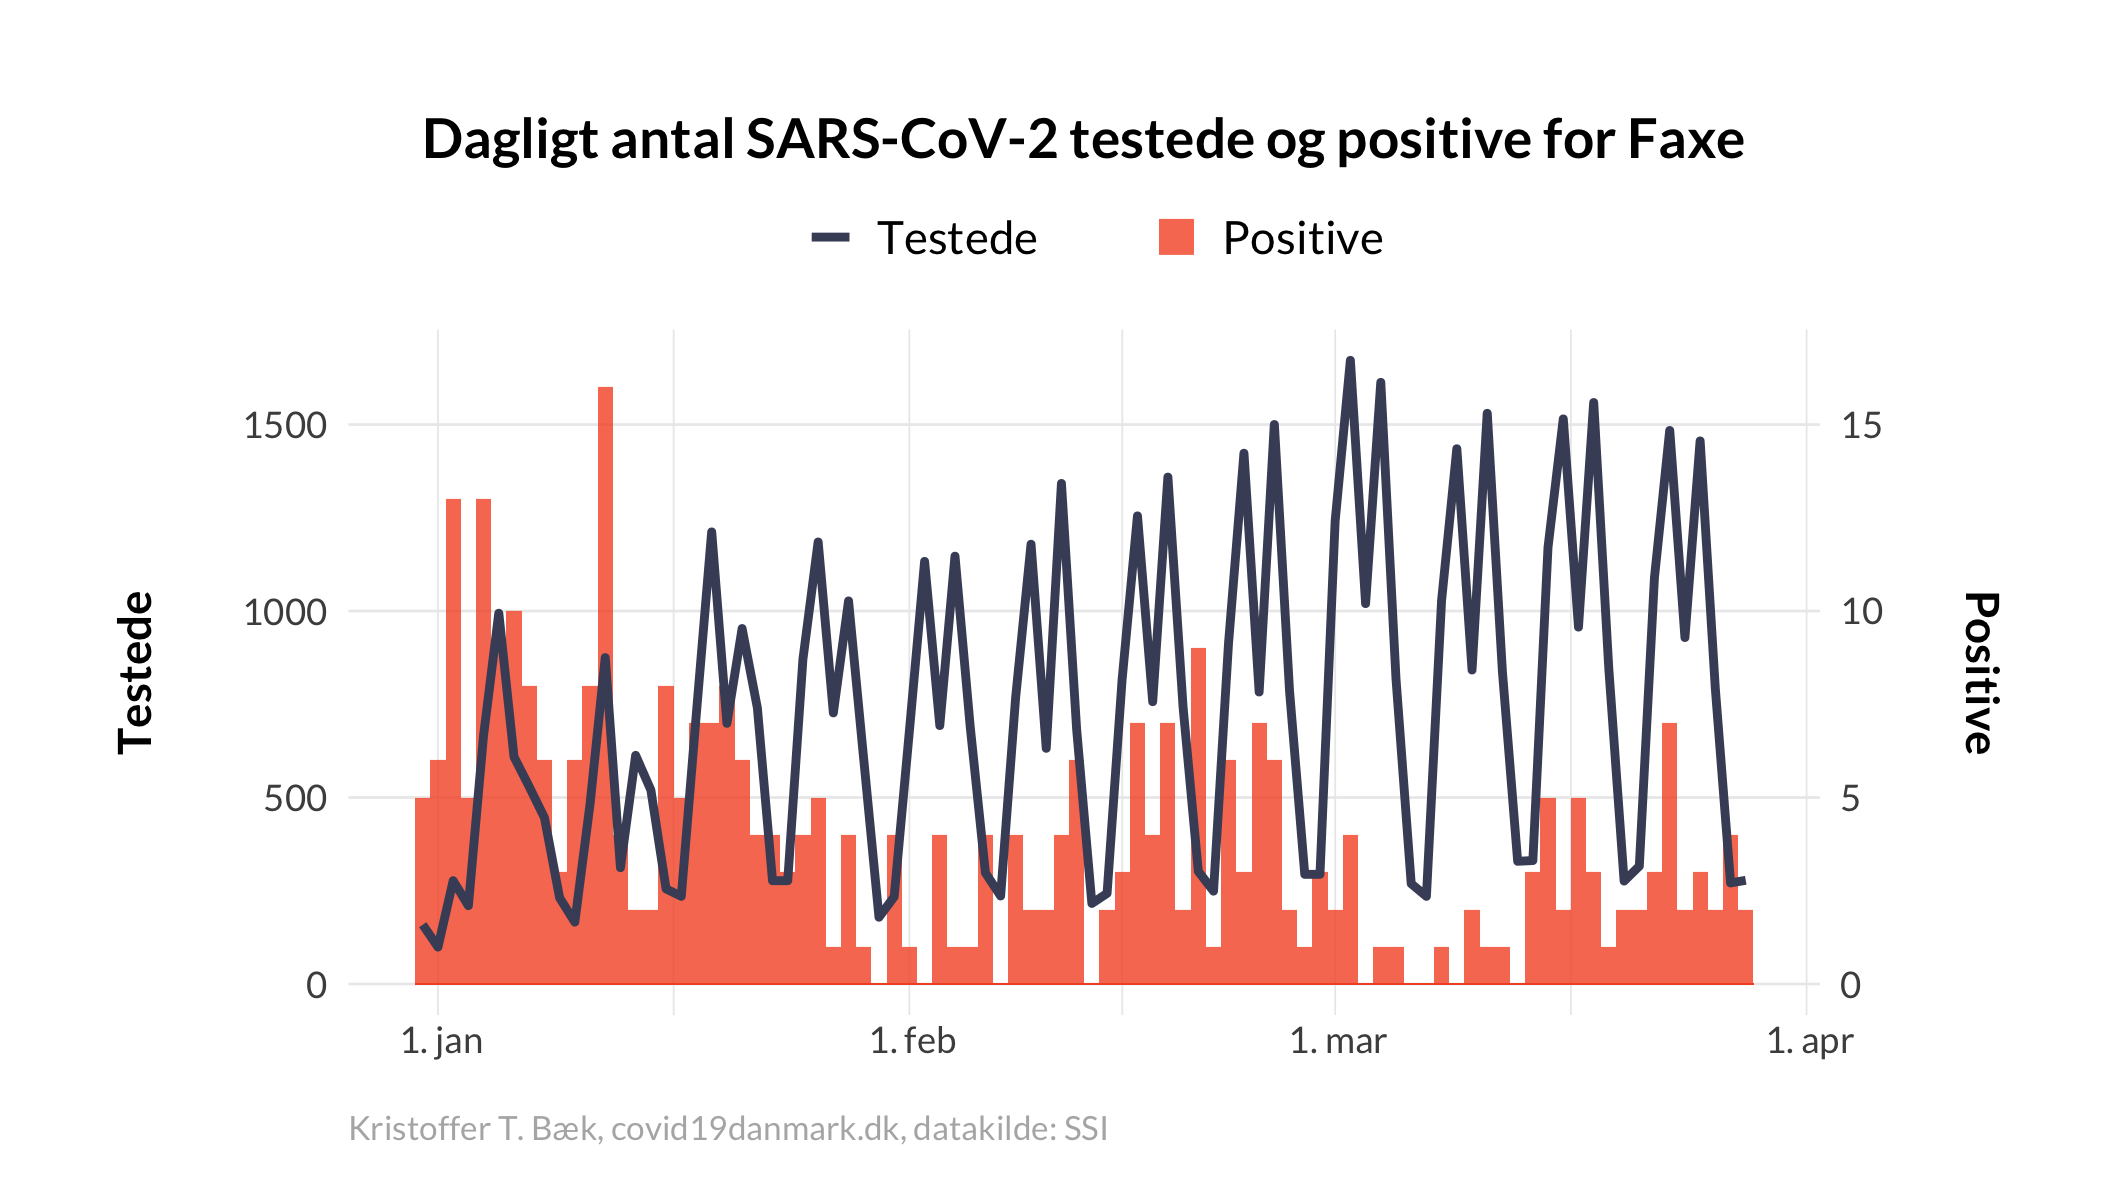 Dagligt antal SARS-CoV-2 testede og positive for Faxe
Testede
Positive
Testede
1500
1000
500
0
15
10
5
0
Positive
1. jan
1. feb
1. mar
1. apr
Kristoffer T. Bæk, covid19danmark.dk, datakilde: SSI